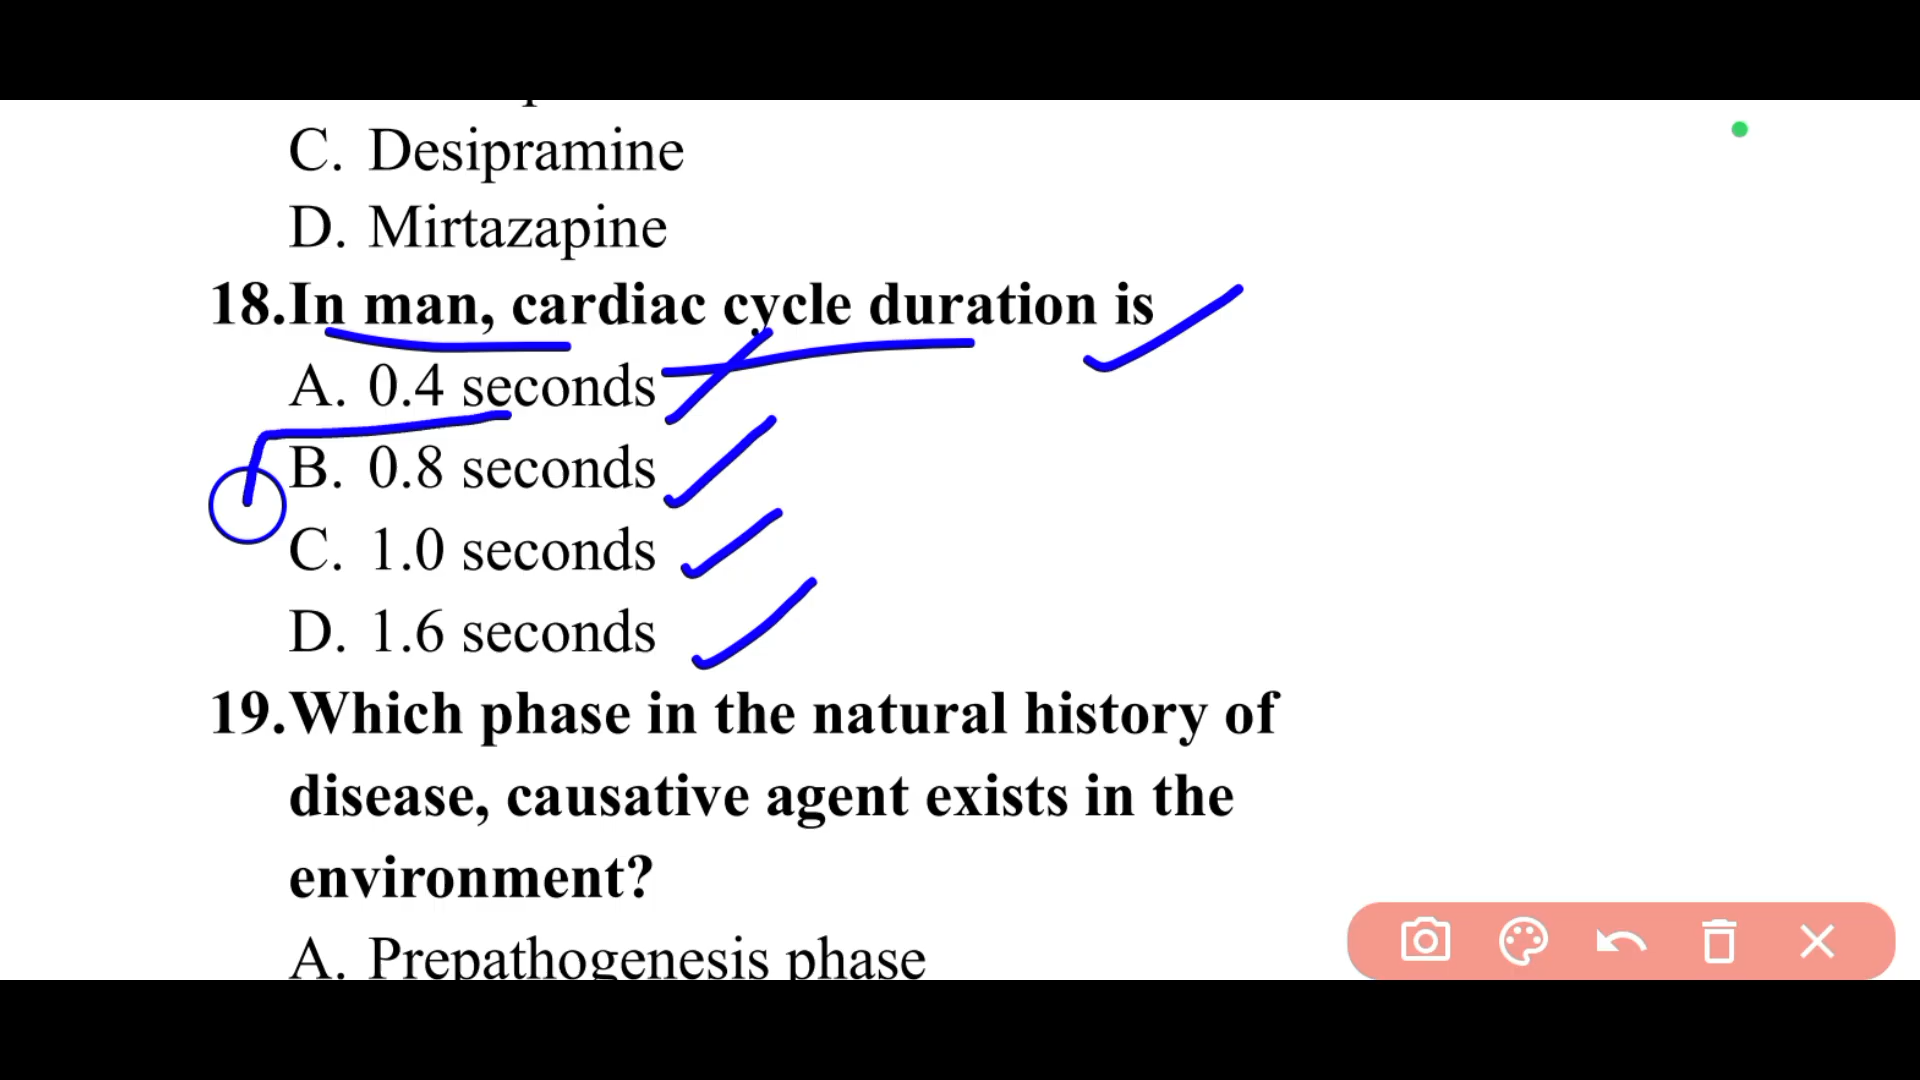 C. Desipramine
D. Mirtazapine
18.In man, cardiac cycle duration is
A. 0.4 seconds
B. 0.8 seconds
C. 1.0 seconds
D. 1.6 seconds
19.Which phase in the natural history of
disease, causative agent exists in the
environment?
A. Prepathogenesis phase